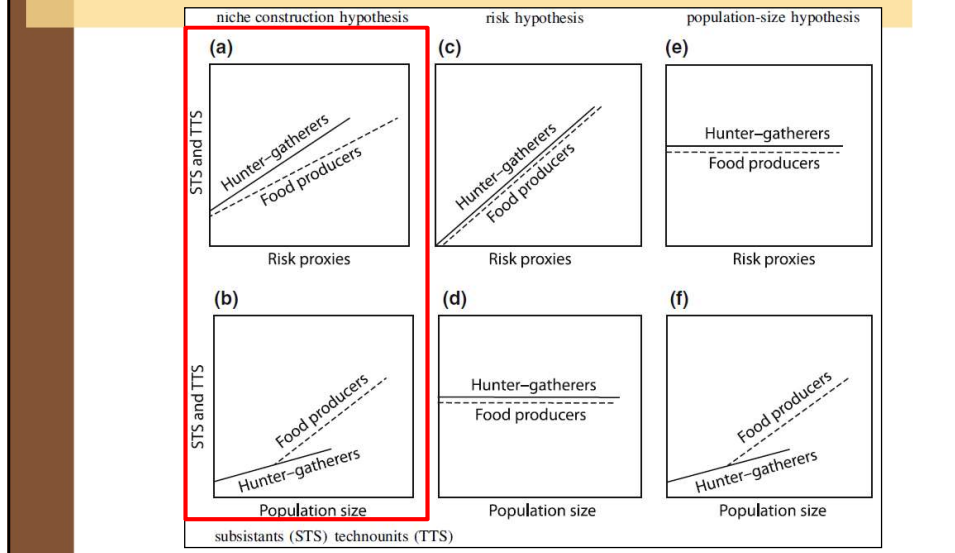 niche construction hypothesis
risk hypothesis
population-size hypothesis
(a)
STS and TTS
Hunter–gatherers
Food producers
Risk proxies
(c)
Hunter–gatherers
Food producers
Risk proxies
(e)
Hunter–gatherers
Food producers
Risk proxies
(b)
STS and TTS
Food producers
Hunter–gatherers
Population size
(d)
Hunter–gatherers
Food producers
Population size
(f)
Food producers
Hunter–gatherers
Population size
subsistants (STS) technounits (TTS)